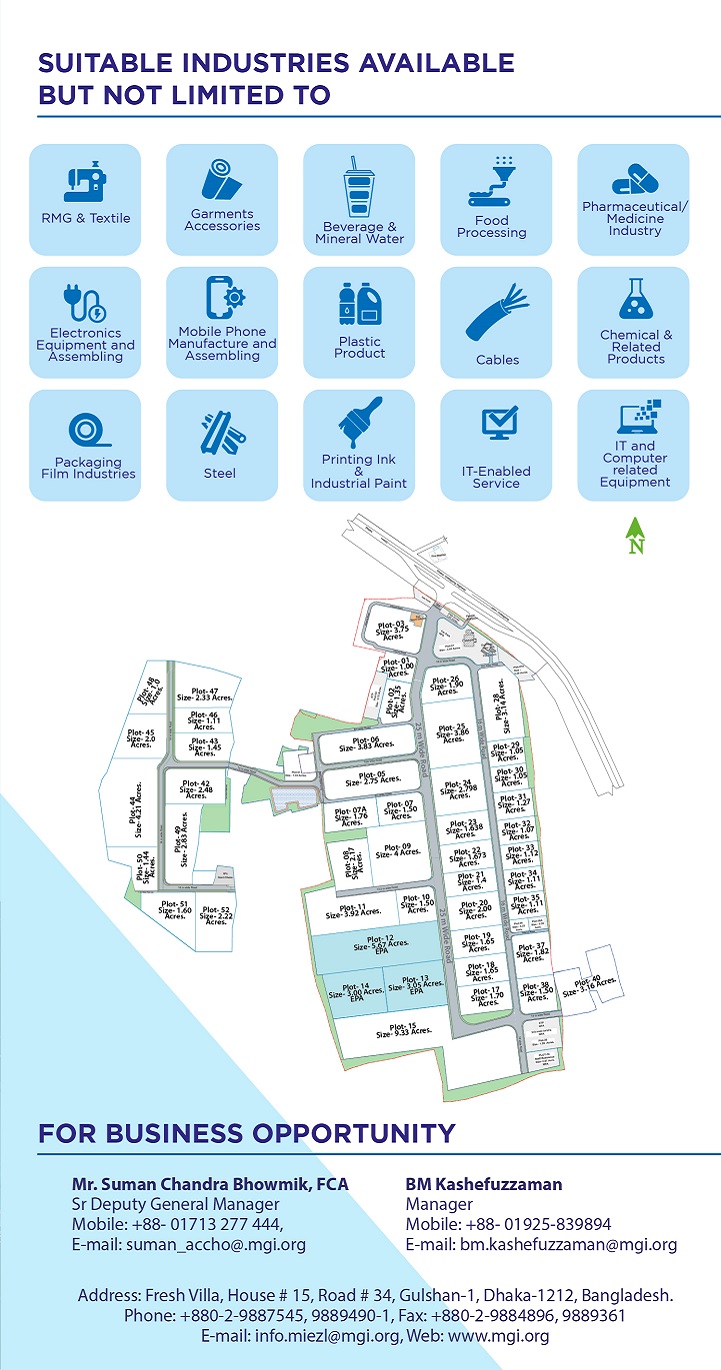 SUITABLE INDUSTRIES AVAILABLE
BUT NOT LIMITED TO
RMG & Textile
Garments
Accessories
Beverage &
Mineral Water
Food
Processing
Pharmaceutical/
Medicine
Industry
Electronics
Equipment and
Assembling
Mobile Phone
Manufacture and
Assembling
Plastic
Product
Cables
Chemical &
Related
Products
Packaging
Film Industries
Steel
Printing Ink
&
Industrial Paint
IT-Enabled
Service
IT and
Computer
related
Equipment
N
Plot- 03
Size- 3.75
Acres.
Plot- 01
Size- 1.00
Acres.
Plot- 02
Size- 1.35
Acres.
Plot- 26
Size- 1.90
Acres.
Plot- 28
Size- 3.14 Acres.
Plot- 48
Size- 1.0
Acres.
Plot- 47
Size- 2.33 Acres.
Plot- 46
Size- 1.11
Acres.
Plot- 45
Size- 2.0
Acres.
Plot- 43
Size- 1.45
Acres.
Plot- 06
Size- 3.83 Acres.
Plot- 25
Size- 3.86
Acres.
25 m Wide Road
Plot- 29
Size- 1.05
Acres.
Plot- 05
Size- 2.75 Acres.
Plot- 30
Size- 1.05
Acres.
Plot- 42
Size- 2.48
Acres.
Plot- 24
Size- 2.798
Acres.
Plot- 31
Size- 1.27
Acres.
Plot- 44
Size- 4.21 Acres.
Plot- 07A
Size- 1.76
Acres.
Plot- 07
Size- 1.50
Acres.
Plot- 23
Size- 1.638
Acres.
Plot- 32
Size- 1.07
Acres.
Plot- 49
Size- 2.83 Acres.
Plot- 08
Size- 2.17
Acres.
Plot- 09
Size- 4 Acres.
Plot- 22
Size- 1.673
Acres.
Plot- 33
Size- 1.12
Acres.
Plot- 50
Size- 1.44
Acres.
Plot- 21
Size- 1.4
Acres.
Plot- 34
Size- 1.11
Acres.
Plot- 51
Size- 1.60
Acres.
Plot- 52
Size- 2.22
Acres.
Plot- 11
Size- 3.92 Acres.
Plot- 10
Size- 1.50
Acres.
Plot- 20
Size- 2.00
Acres.
Plot- 35
Size- 1.11
Acres.
25 m Wide Road
Plot- 12
Size- 5.67 Acres.
EPA
Plot- 19
Size- 1.65
Acres.
Plot- 37
Size- 1.82
Acres.
Plot- 14
Size- 3.00 Acres.
EPA
Plot- 13
Size- 3.05 Acres.
EPA
Plot- 18
Size- 1.65
Acres.
Plot- 17
Size- 1.70
Acres.
Plot- 38
Size- 1.50
Acres.
Plot- 40
Size- 3.16 Acres.
Plot- 15
Size- 9.33 Acres.
FOR BUSINESS OPPORTUNITY
Mr. Suman Chandra Bhowmik, FCA
Sr Deputy General Manager
Mobile: +88- 01713 277 444,
E-mail: suman_accho@.mgi.org
BM Kashefuzzaman
Manager
Mobile: +88- 01925-839894
E-mail: bm.kashefuzzaman@mgi.org
Address: Fresh Villa, House # 15, Road # 34, Gulshan-1, Dhaka-1212, Bangladesh.
Phone: +880-2-9887545, 9889490-1, Fax: +880-2-9884896, 9889361
E-mail: info.miezl@mgi.org, Web: www.mgi.org